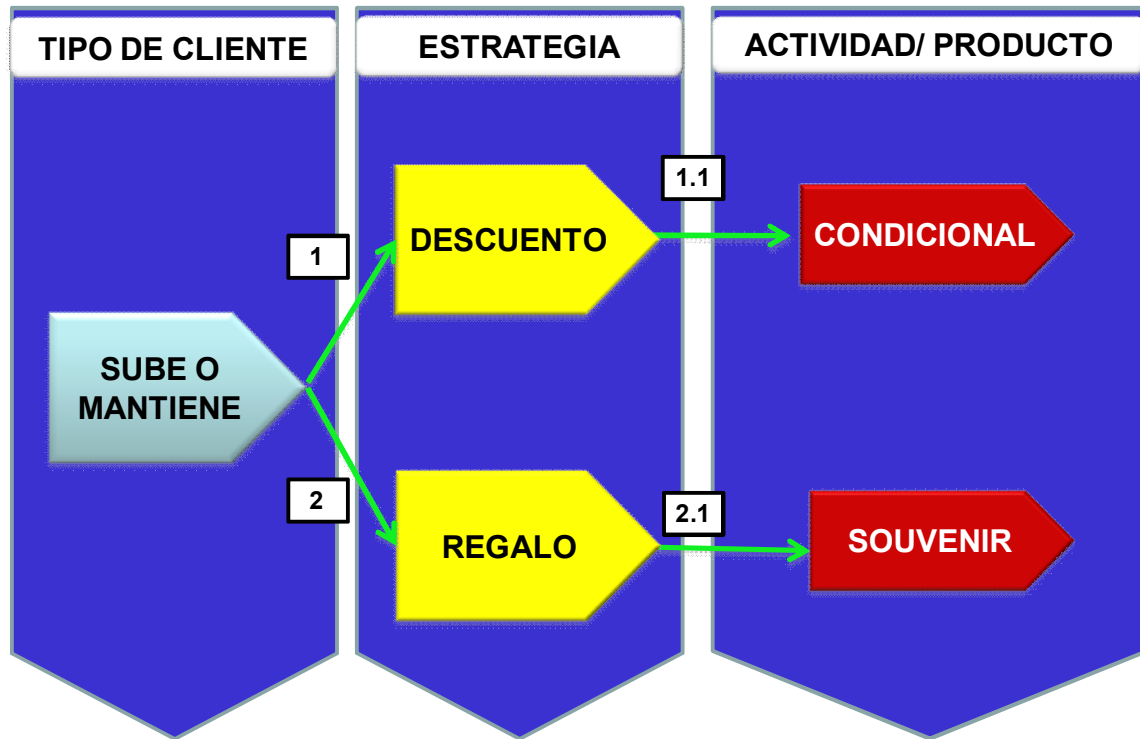 TIPO DE CLIENTE
ESTRATEGIA
ACTIVIDAD/ PRODUCTO
1.1
DESCUENTO
CONDICIONAL
1
SUBE O
MANTIENE
2
2.1
REGALO
SOUVENIR